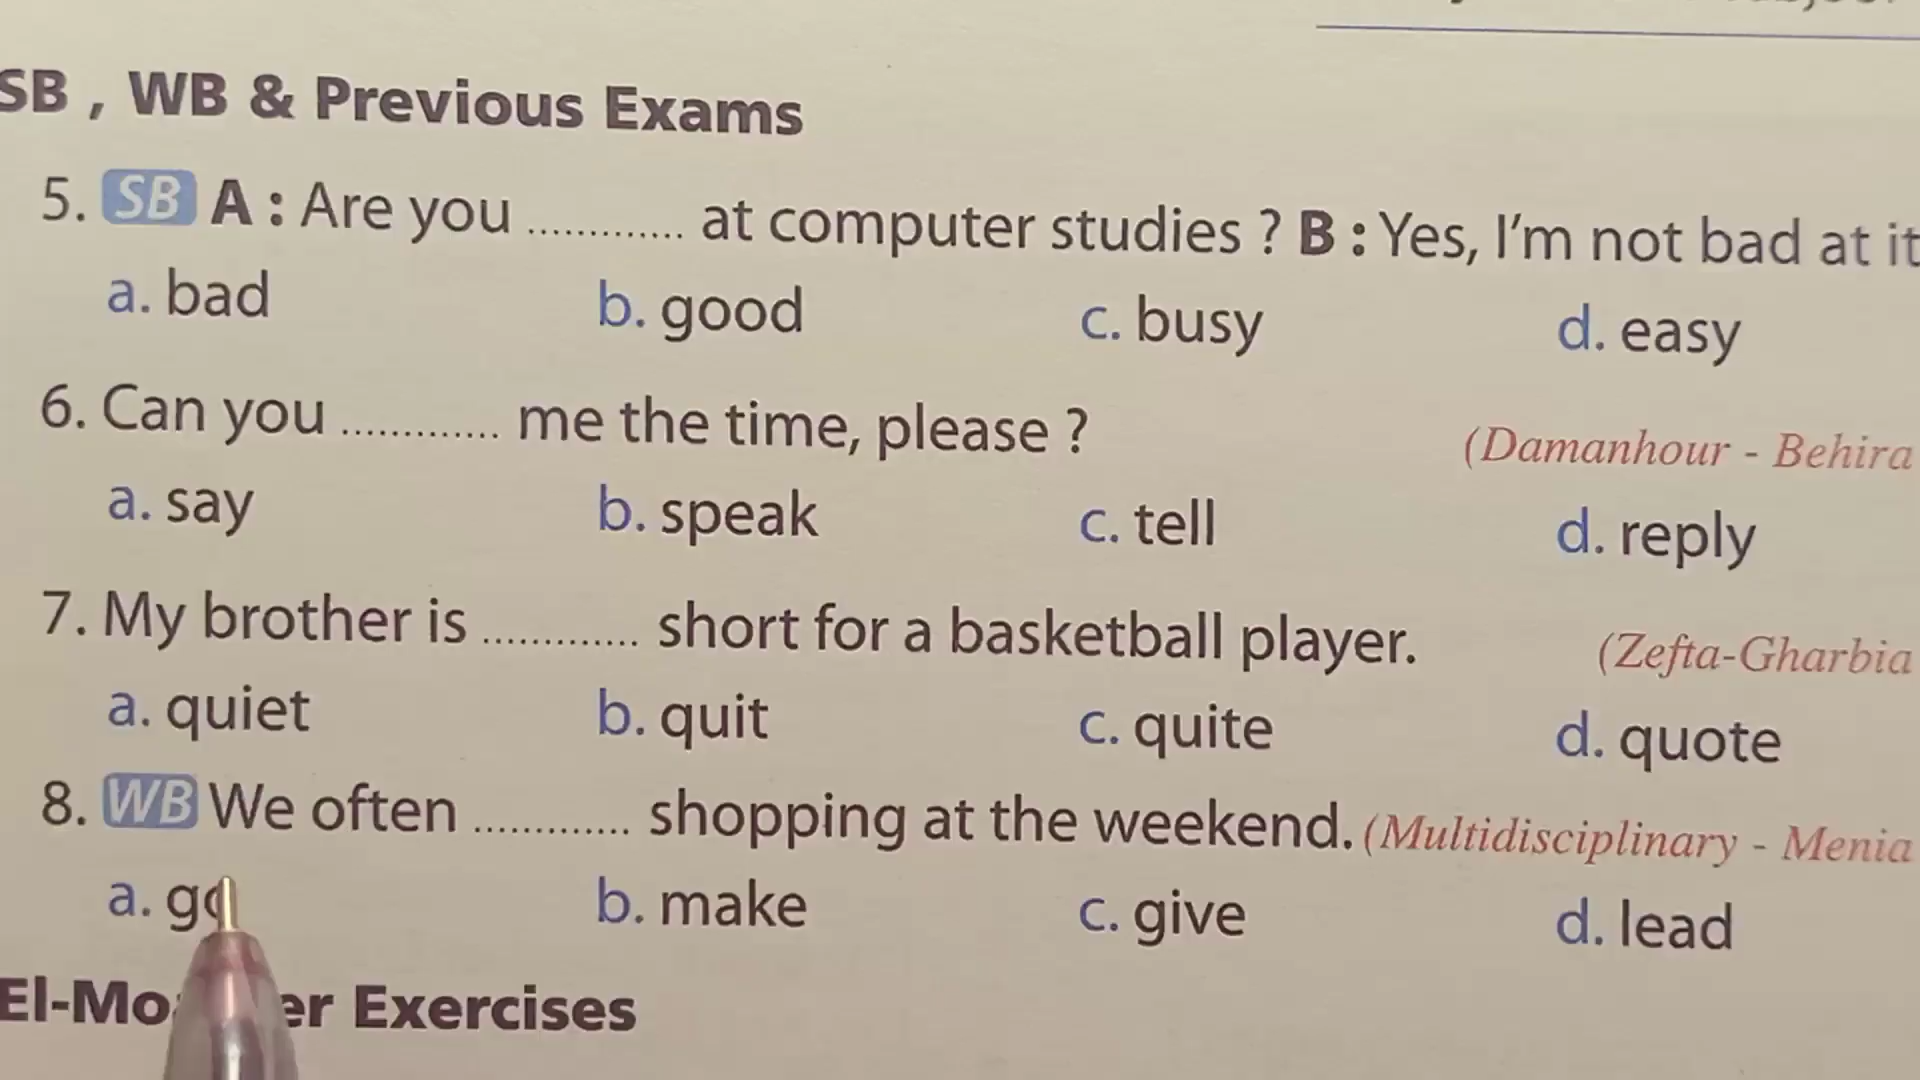 SB , WB & Previous Exams
5. SB A : Are you ............. at computer studies ? B : Yes, I'm not bad at it
a. bad b. good c. busy d. easy
6. Can you ............. me the time, please ? (Damanhour - Behira
a. say b. speak c. tell d. reply
7. My brother is ............. short for a basketball player. (Zefta-Gharbia
a. quiet b. quit c. quite d. quote
8. WB We often ............. shopping at the weekend. (Multidisciplinary - Menia
a. go b. make c. give d. lead
Exercises